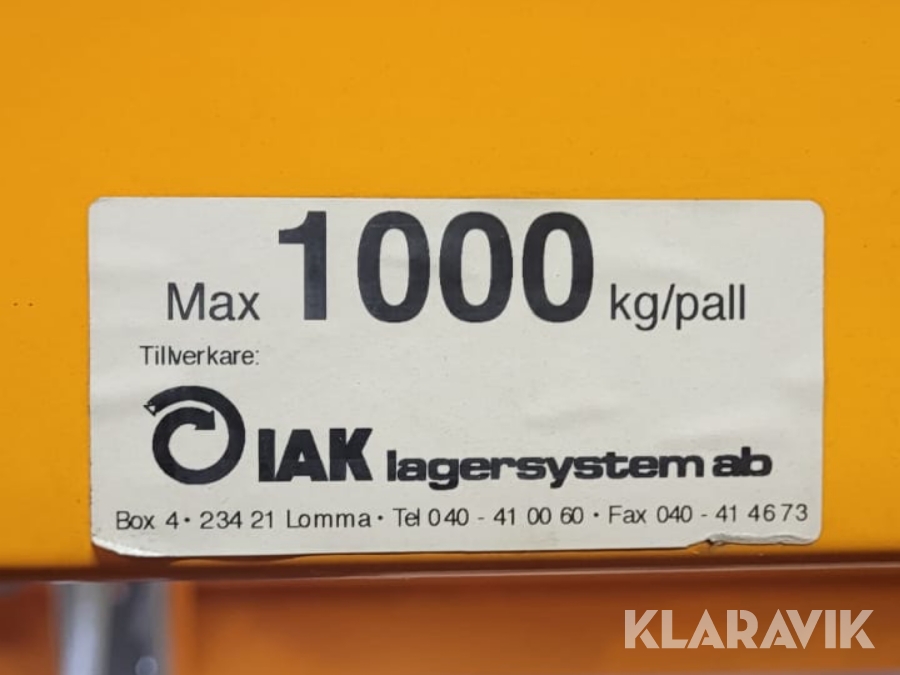 Max 1000 kg/pall
Tillverkare:
IAK lagersystem ab
Box 4 · 234 21 Lomma · Tel 040 - 41 00 60 · Fax 040 - 41 46 73
KLARAVIK